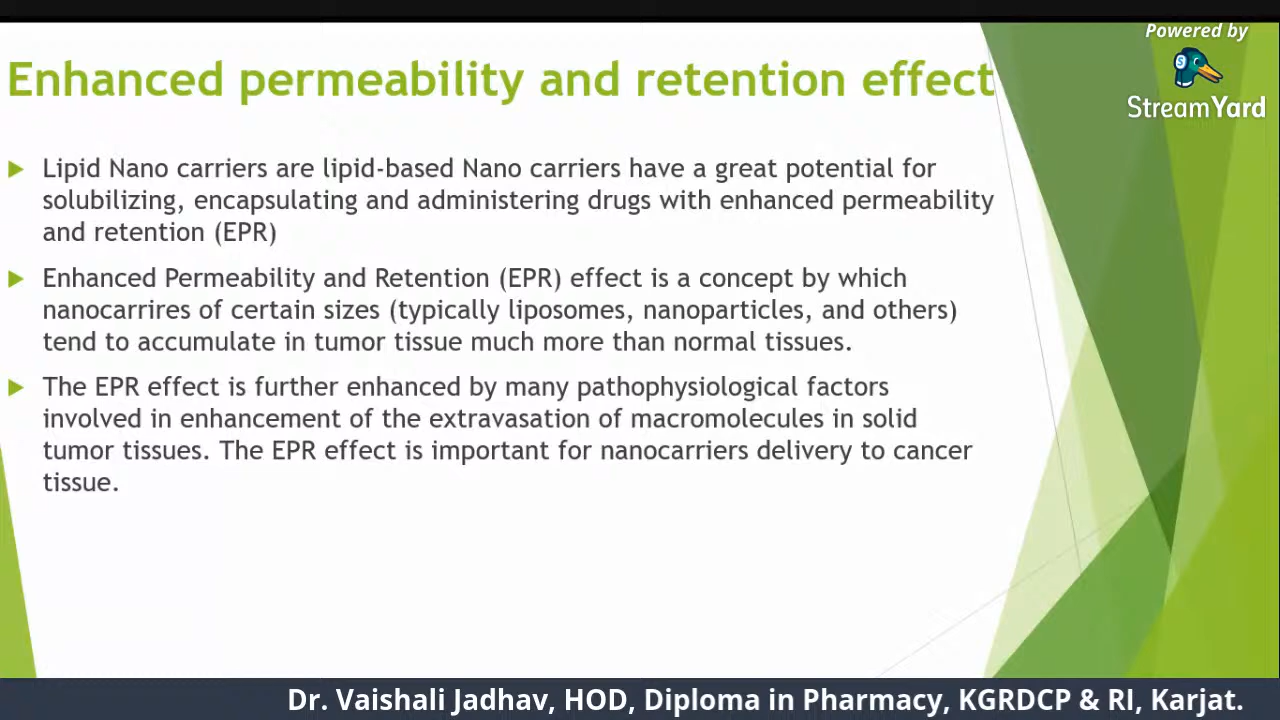 Powered by
StreamYard
Enhanced permeability and retention effect
Lipid Nano carriers are lipid-based Nano carriers have a great potential for
solubilizing, encapsulating and administering drugs with enhanced permeability
and retention (EPR)
Enhanced Permeability and Retention (EPR) effect is a concept by which
nanocarrires of certain sizes (typically liposomes, nanoparticles, and others)
tend to accumulate in tumor tissue much more than normal tissues.
The EPR effect is further enhanced by many pathophysiological factors
involved in enhancement of the extravasation of macromolecules in solid
tumor tissues. The EPR effect is important for nanocarriers delivery to cancer
tissue.
Dr. Vaishali Jadhav, HOD, Diploma in Pharmacy, KGRDCP & RI, Karjat.